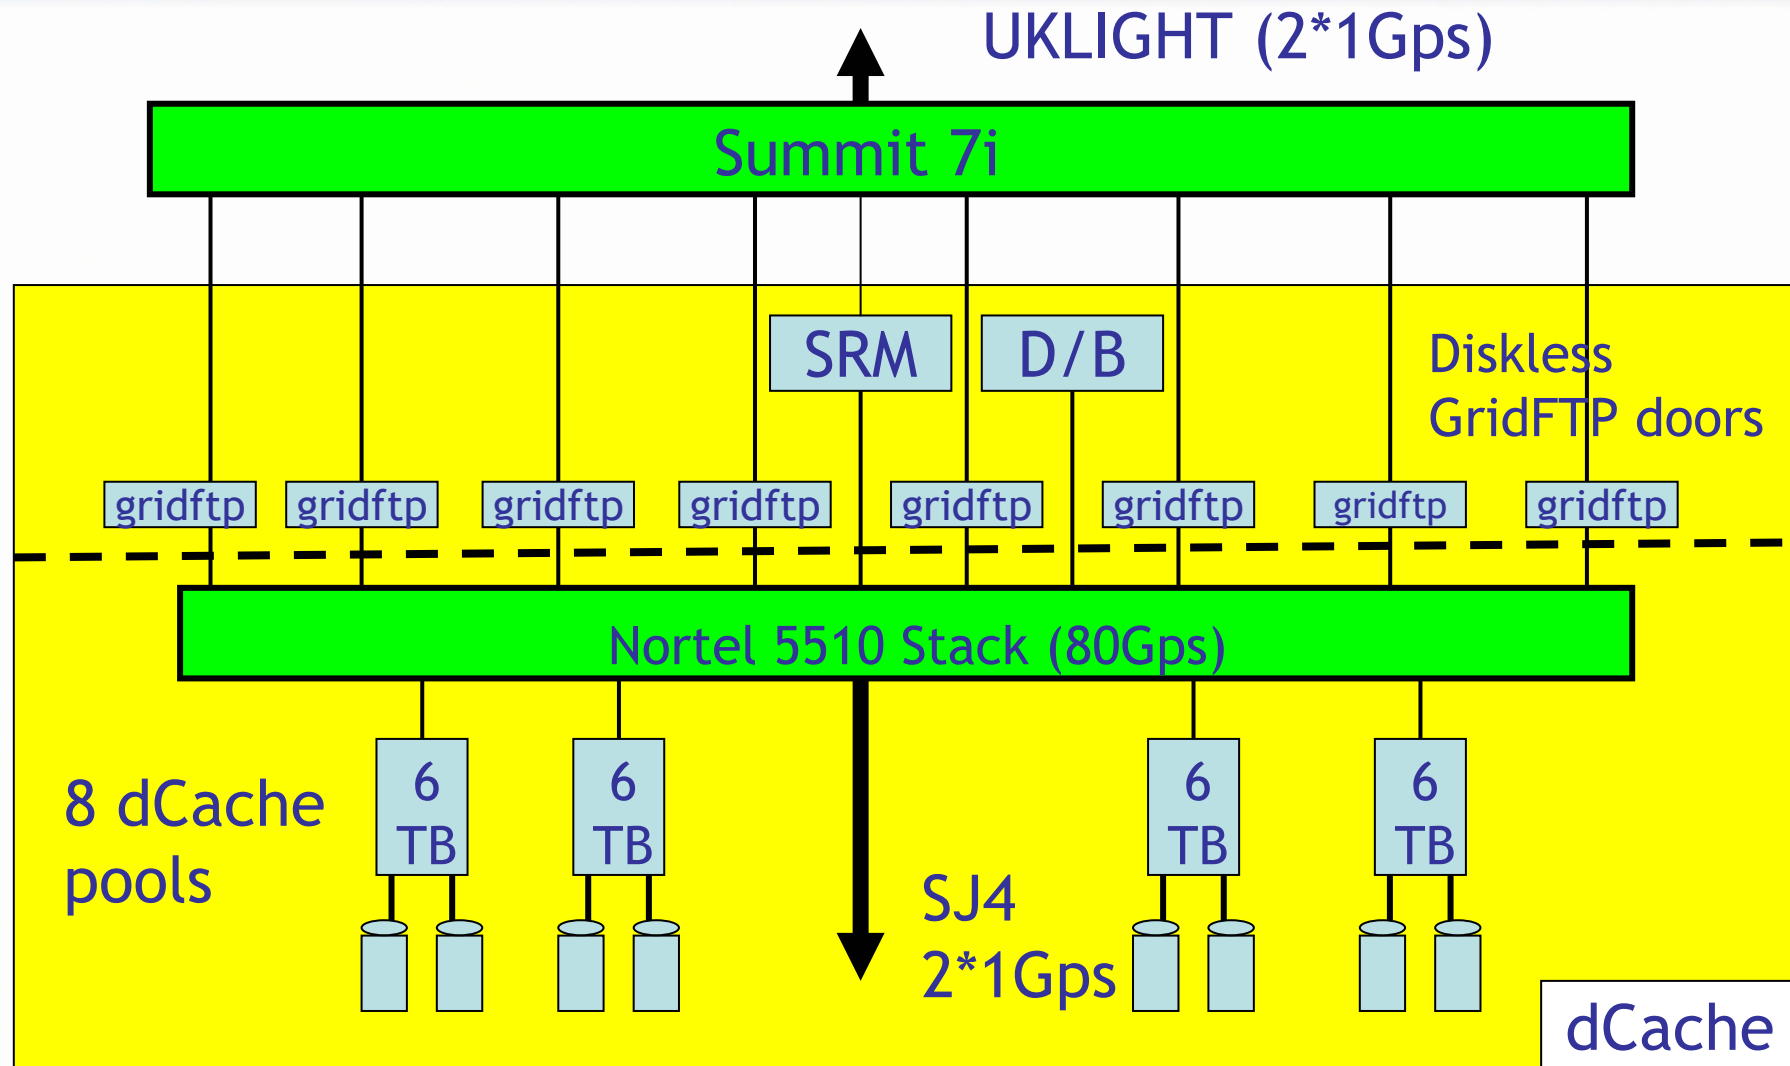 UKLIGHT (2*1Gps)
Summit 7i
SRM
D/B
Diskless
GridFTP doors
gridftp
gridftp
gridftp
gridftp
gridftp
gridftp
gridftp
gridftp
Nortel 5510 Stack (80Gps)
8 dCache
pools
6
TB
6
TB
6
TB
6
TB
SJ4
2*1Gps
dCache